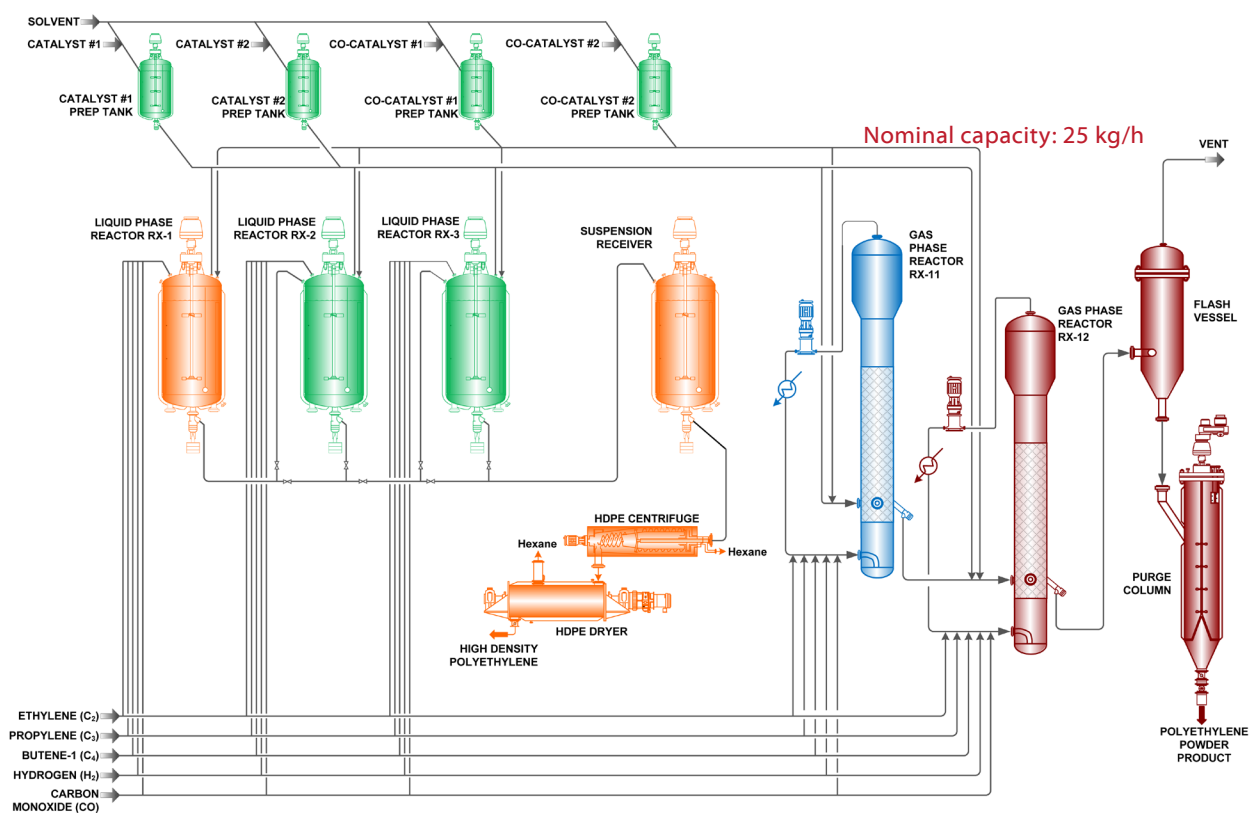 SOLVENT
CATALYST #1
CATALYST #2
CO-CATALYST #1
CO-CATALYST #2
CATALYST #1
PREP TANK
CATALYST #2
PREP TANK
CO-CATALYST #1
PREP TANK
CO-CATALYST #2
PREP TANK
Nominal capacity: 25 kg/h
VENT
LIQUID PHASE
REACTOR RX-1
LIQUID PHASE
REACTOR RX-2
LIQUID PHASE
REACTOR RX-3
SUSPENSION
RECEIVER
GAS
PHASE
REACTOR
RX-11
GAS PHASE
REACTOR
RX-12
FLASH
VESSEL
HDPE CENTRIFUGE
Hexane
Hexane
HDPE DRYER
HIGH DENSITY
POLYETHYLENE
PURGE
COLUMN
ETHYLENE (C₂)
PROPYLENE (C₃)
BUTENE-1 (C₄)
HYDROGEN (H₂)
CARBON
MONOXIDE (CO)
POLYETHYLENE
POWDER
PRODUCT